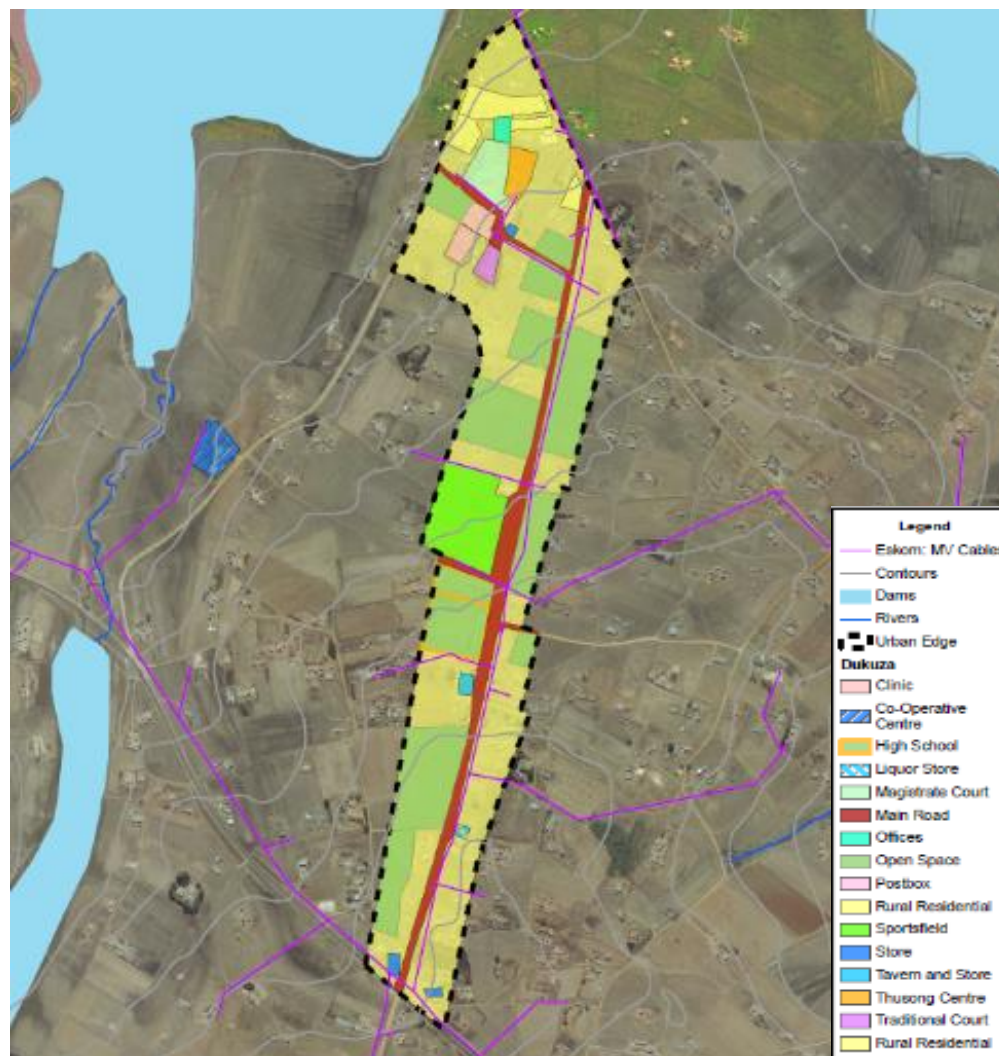 Legend
Eskom: MV Cables
Contours
Dams
Rivers
Urban Edge
Dukuza
Clinic
Co-Operative
Centre
High School
Liquor Store
Magistrate Court
Main Road
Offices
Open Space
Postbox
Rural Residential
Sportsfield
Store
Tavern and Store
Thusong Centre
Traditional Court
Rural Residential